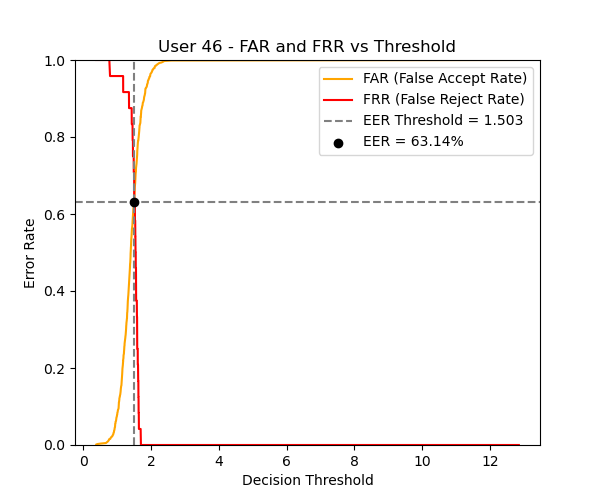 User 46 - FAR and FRR vs Threshold
FAR (False Accept Rate)
FRR (False Reject Rate)
EER Threshold = 1.503
EER = 63.14%
Error Rate
1.0
0.8
0.6
0.4
0.2
0.0
0 2 4 6 8 10 12
Decision Threshold